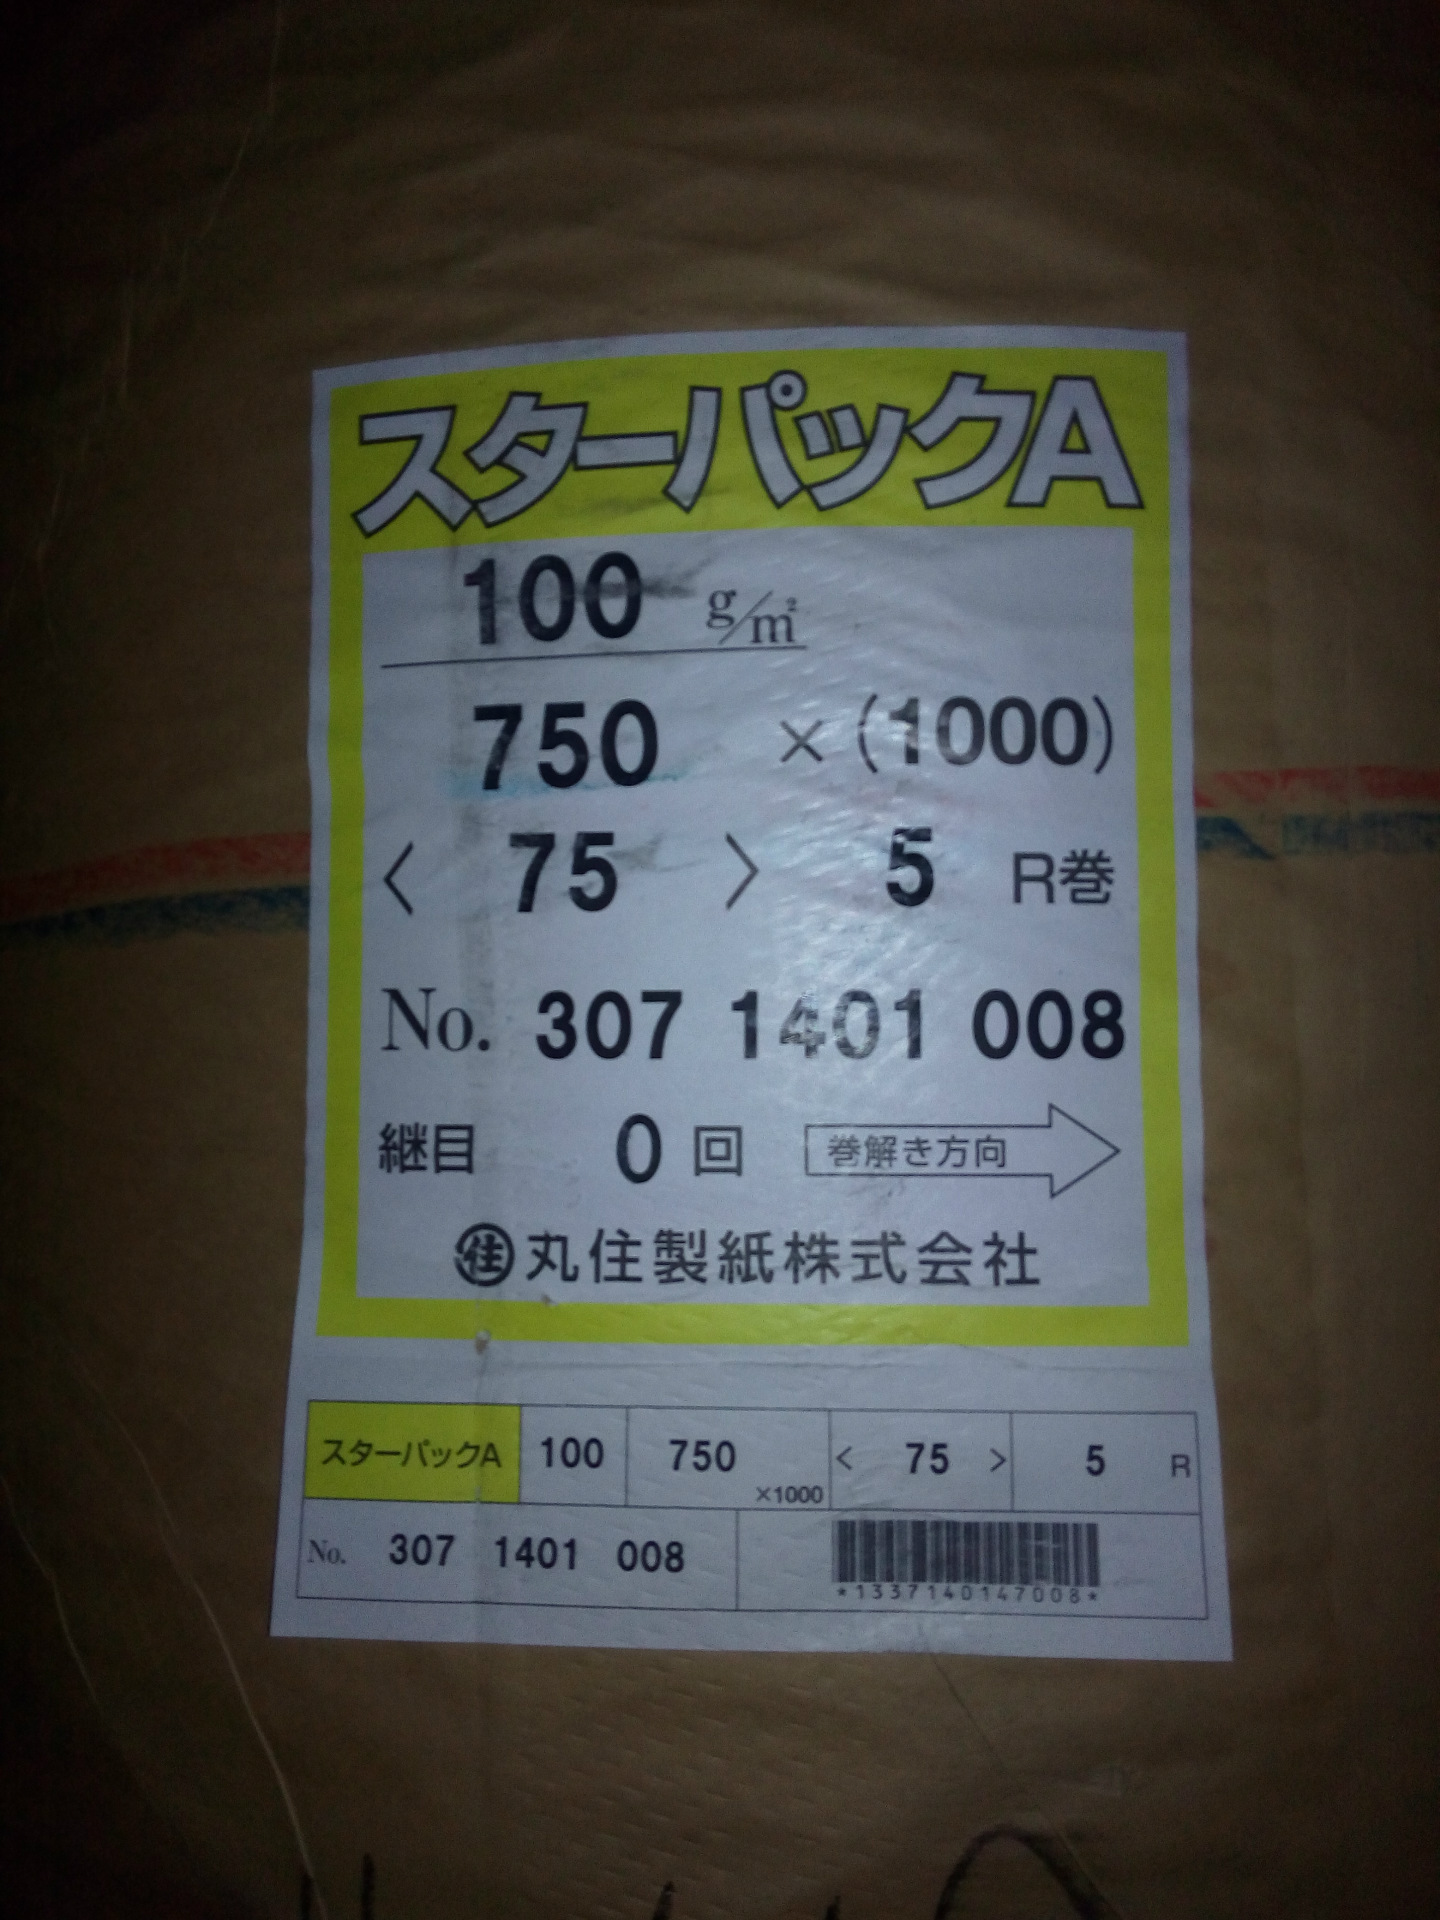 スターパックA
100 g/m²
750 ×(1000)
〈 75 〉 5 R巻
No. 307 1401 008
継目 0 回 巻解き方向
住 丸住製紙株式会社
スターパックA 100 750 ×1000 < 75 > 5 R
No. 307 1401 008
*1337140147008*